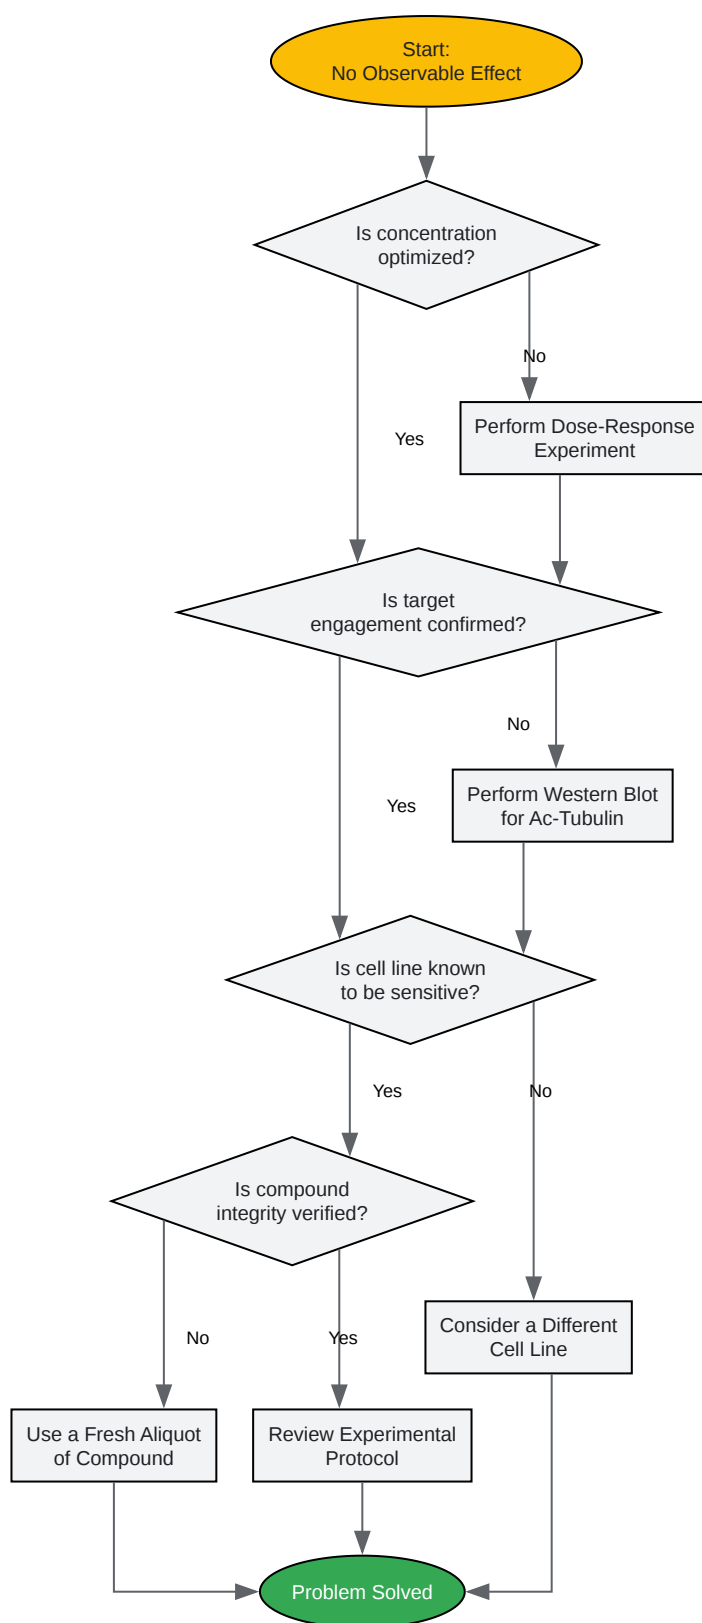 Start:
No Observable Effect
Is concentration
optimized?
No
Yes
Perform Dose-Response
Experiment
Is target
engagement confirmed?
No
Yes
Perform Western Blot
for Ac-Tubulin
Is cell line known
to be sensitive?
Yes
No
Is compound
integrity verified?
No
Yes
Consider a Different
Cell Line
Use a Fresh Aliquot
of Compound
Review Experimental
Protocol
Problem Solved